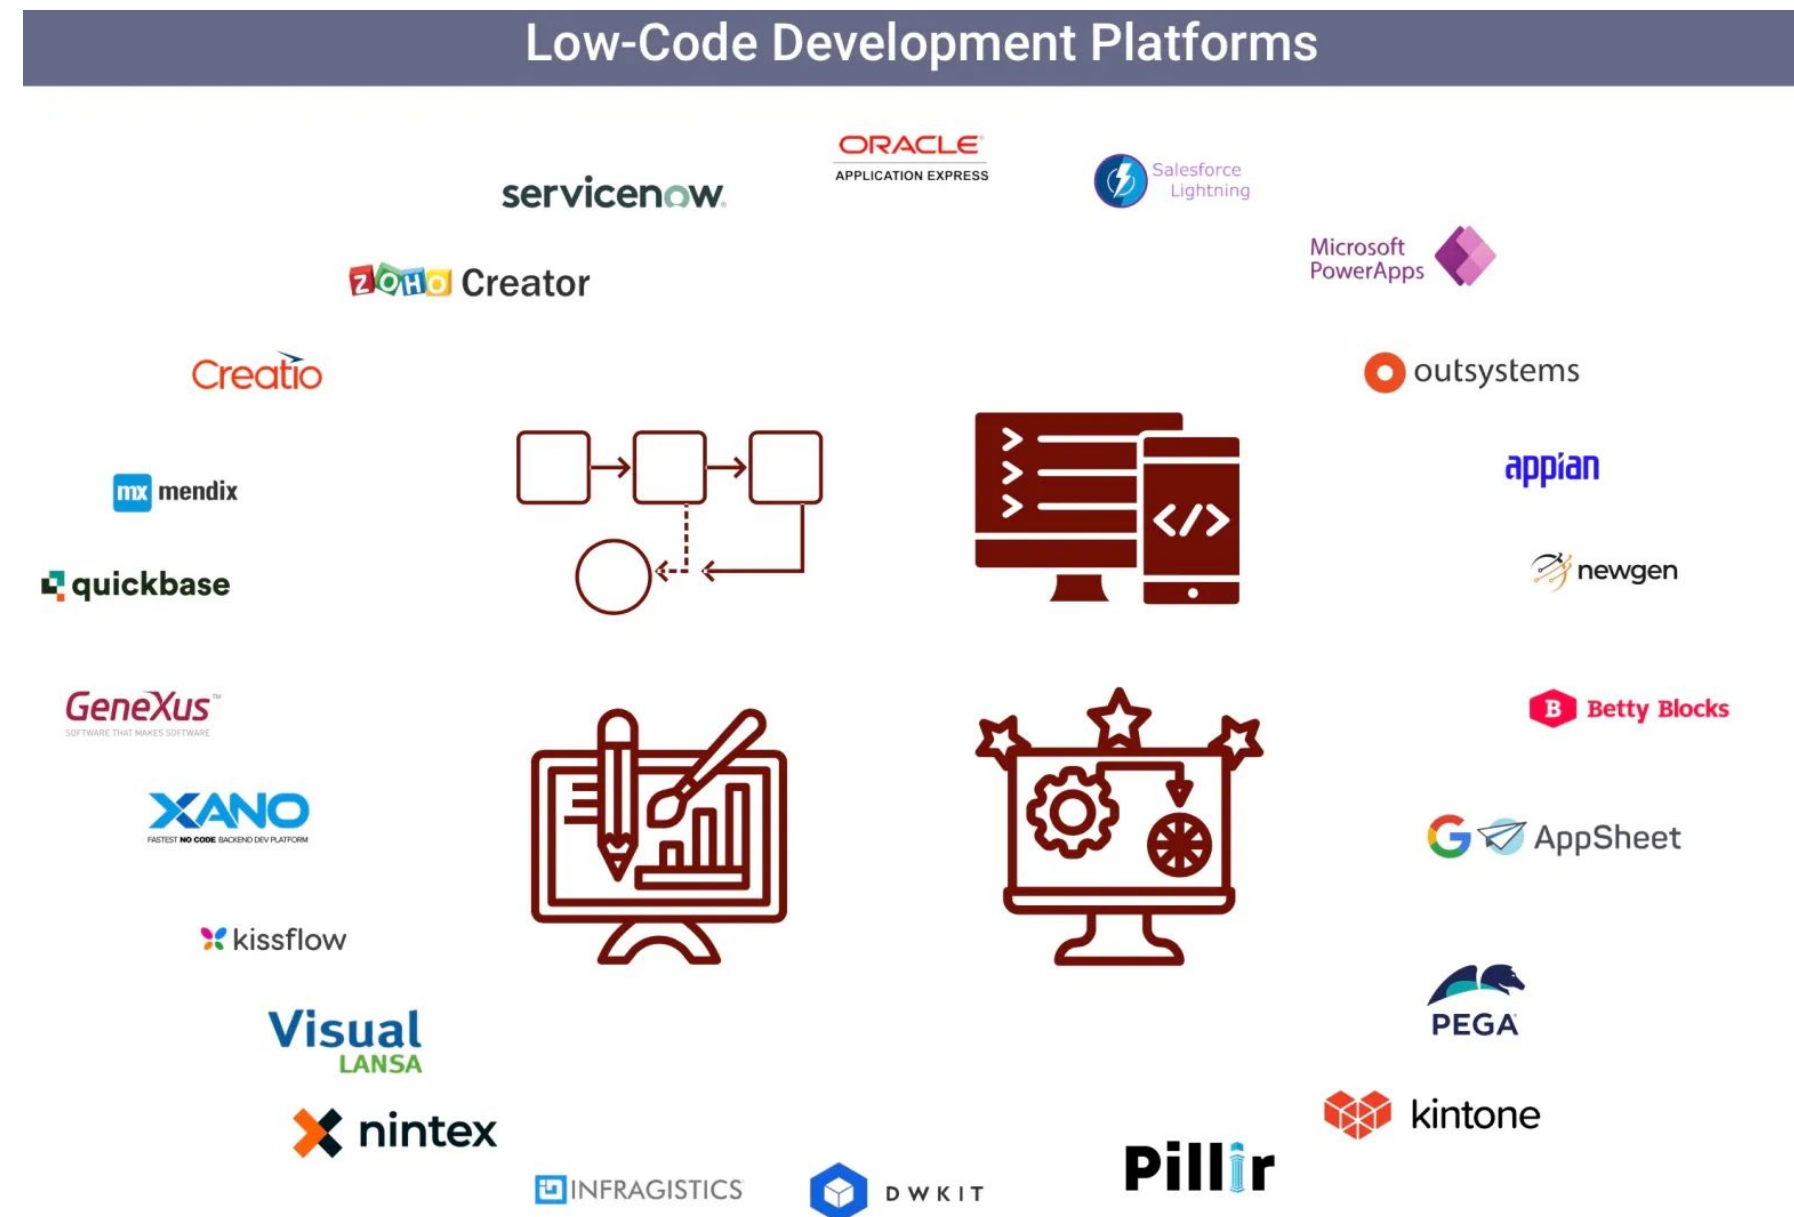 Low-Code Development Platforms
ORACLE
APPLICATION EXPRESS
Salesforce
Lightning
servicenow
Microsoft
PowerApps
ZOHO Creator
Creatio
outsystems
appian
mx mendix
newgen
</>
quickbase
GeneXus™
SOFTWARE THAT MAKES SOFTWARE
B Betty Blocks
XANO
FASTEST NO CODE BACKEND DEV PLATFORM
G AppSheet
kissflow
PEGA
Visual
LANSA
kintone
nintex
Pillir
INFRAGISTICS
DWKIT